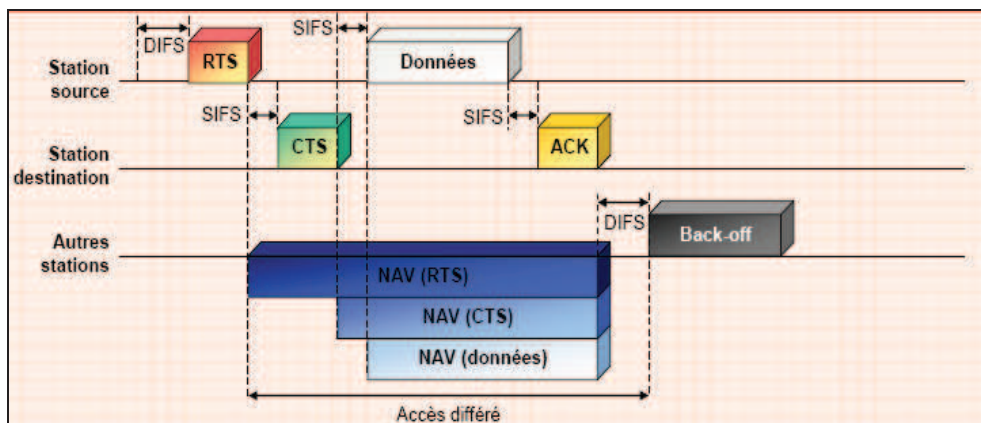 SIFS
DIFS
RTS
Données
Station
source
SIFS
SIFS
CTS
ACK
Station
destination
DIFS
Back-off
Autres
stations
NAV (RTS)
NAV (CTS)
NAV (données)
Accès différé